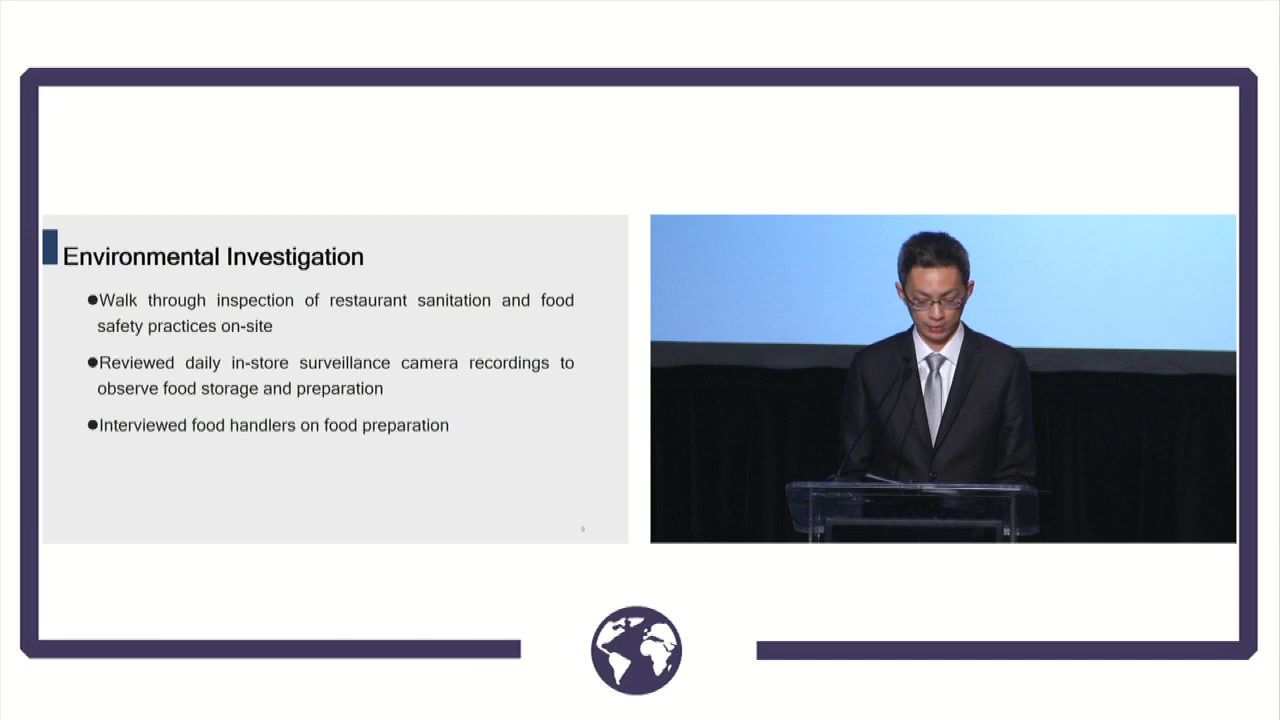 Environmental Investigation
●Walk through inspection of restaurant sanitation and food
safety practices on-site
●Reviewed daily in-store surveillance camera recordings to
observe food storage and preparation
●Interviewed food handlers on food preparation
9